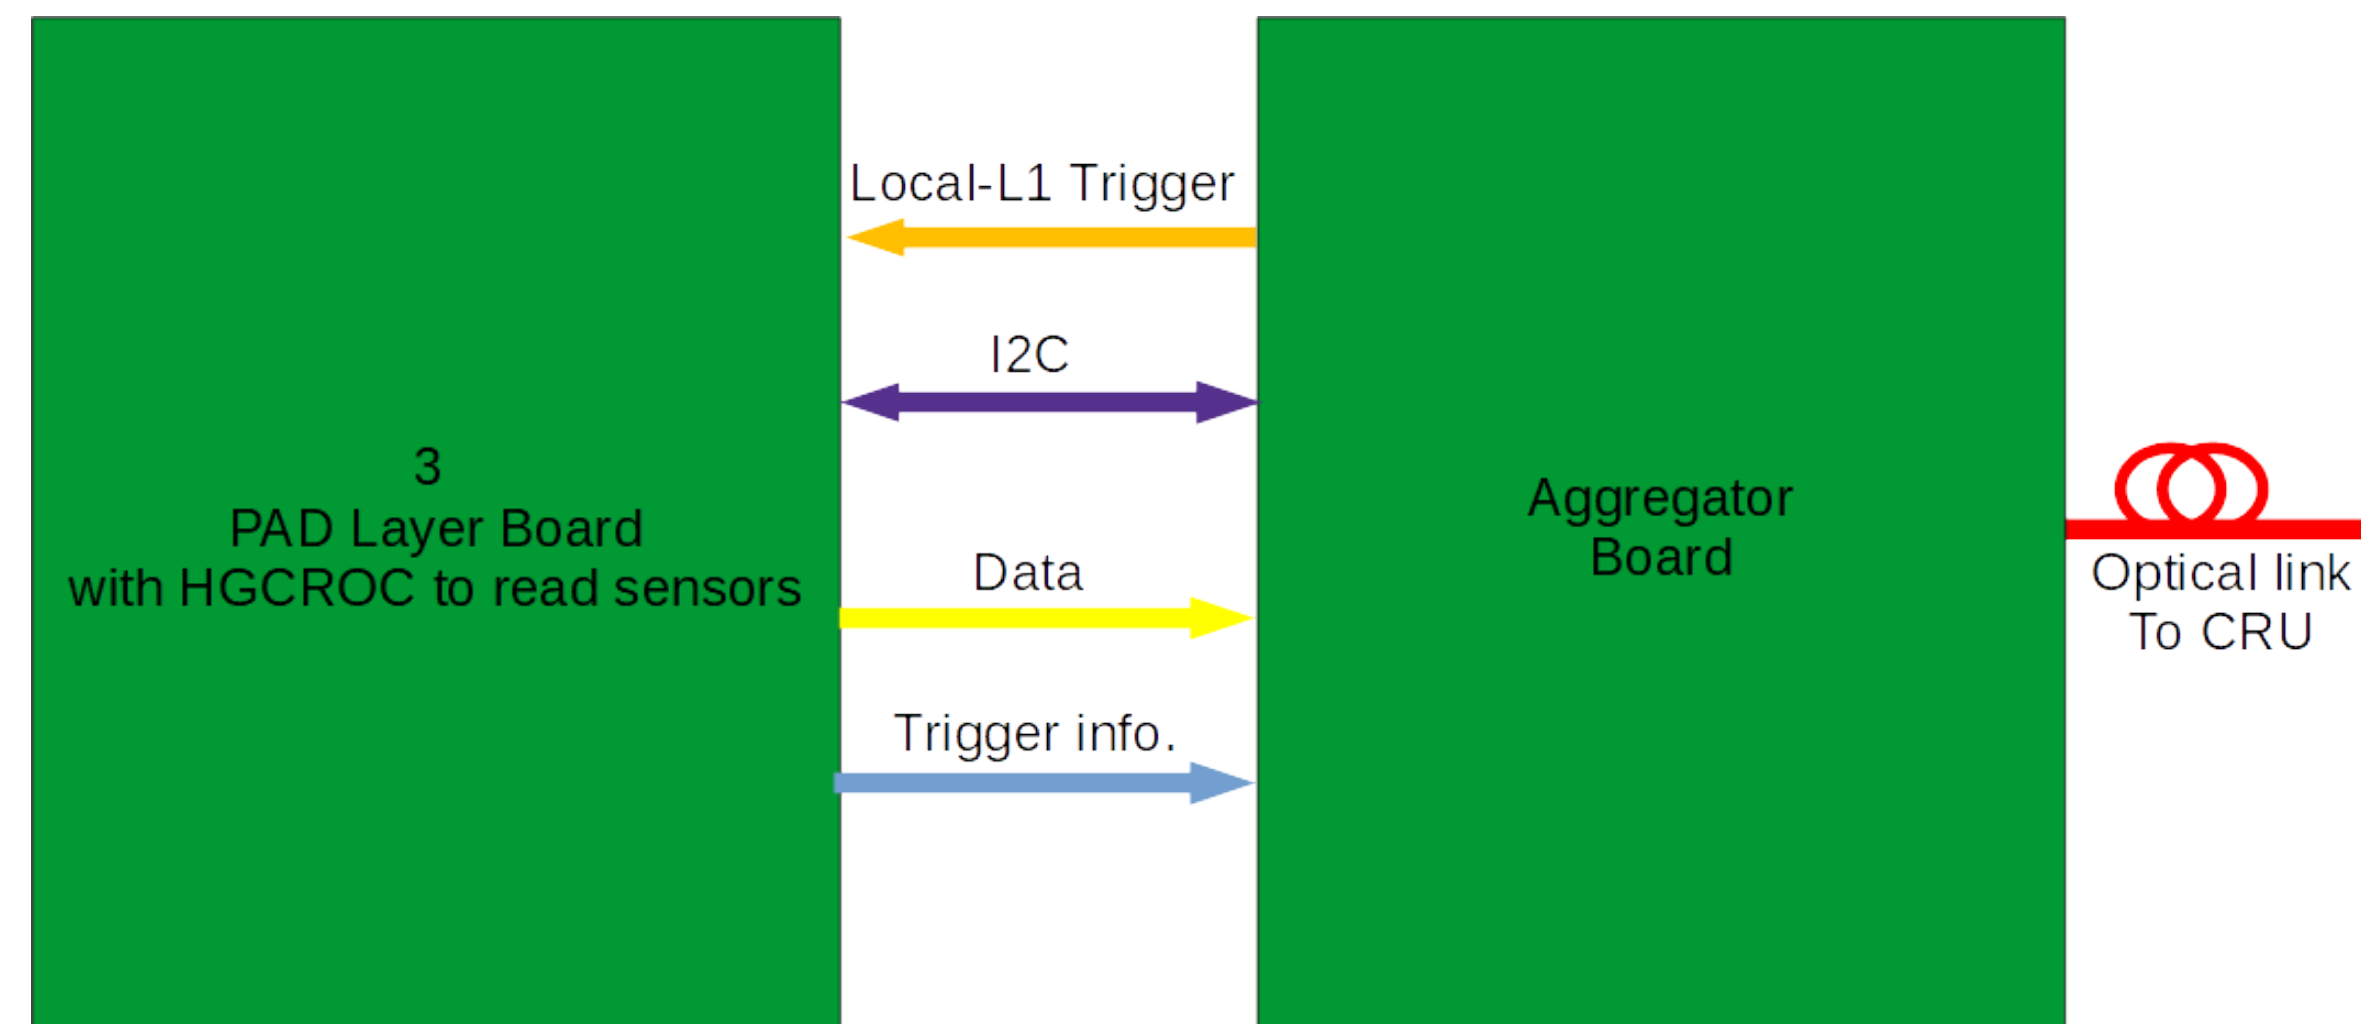 3
PAD Layer Board
with HGCROC to read sensors
Local-L1 Trigger
I2C
Data
Trigger info.
Aggregator
Board
Optical link
To CRU